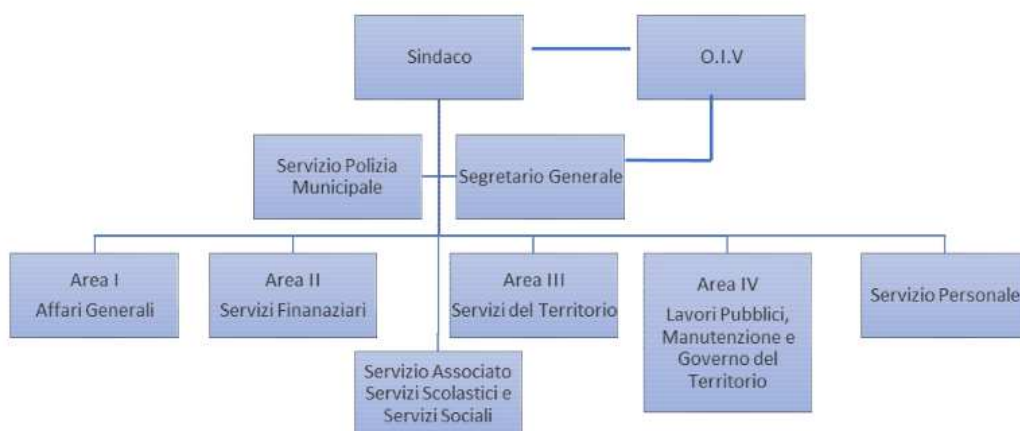 Sindaco
O.I.V
Servizio Polizia
Municipale
Segretario Generale
Area I
Affari Generali
Area II
Servizi Finanaziari
Area III
Servizi del Territorio
Area IV
Lavori Pubblici,
Manutenzione e
Governo del
Territorio
Servizio Personale
Servizio Associato
Servizi Scolastici e
Servizi Sociali